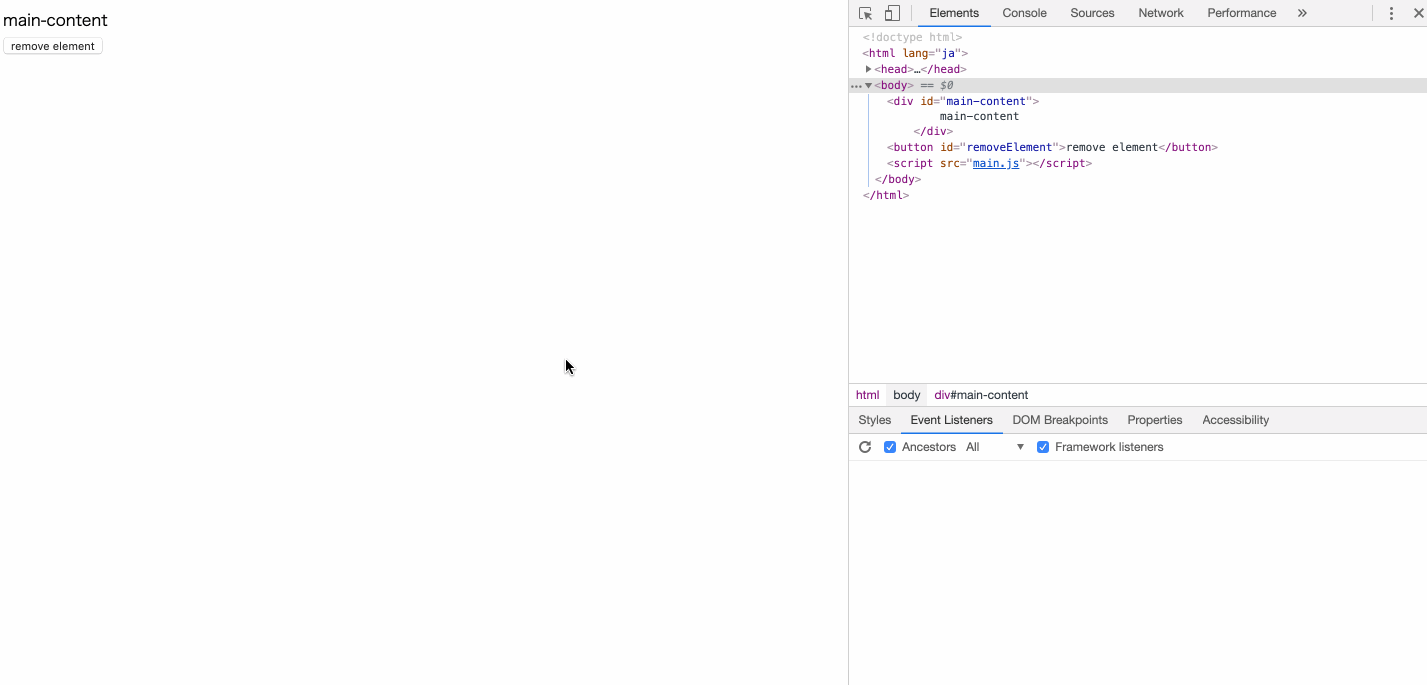 main-content
remove element
Elements Console Sources Network Performance »
<!doctype html>
<html lang="ja">
<head>…</head>
<body> == $0
<div id="main-content">
main-content
</div>
<button id="removeElement">remove element</button>
<script src="main.js"></script>
</body>
</html>
html body div#main-content
Styles Event Listeners DOM Breakpoints Properties Accessibility
Ancestors All Framework listeners